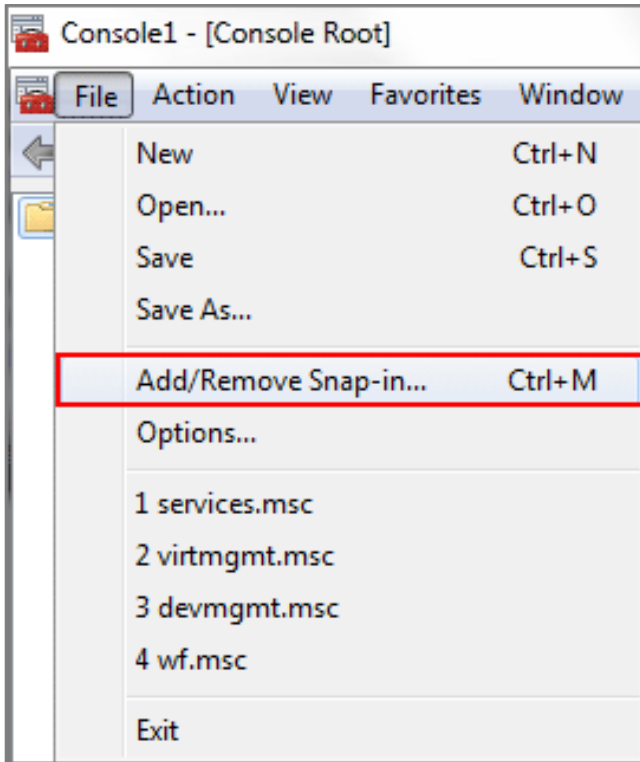 Console1 - [Console Root]
File Action View Favorites Window
New Ctrl+N
Open... Ctrl+O
Save Ctrl+S
Save As...
Add/Remove Snap-in... Ctrl+M
Options...
1 services.msc
2 virtmgmt.msc
3 devmgmt.msc
4 wf.msc
Exit